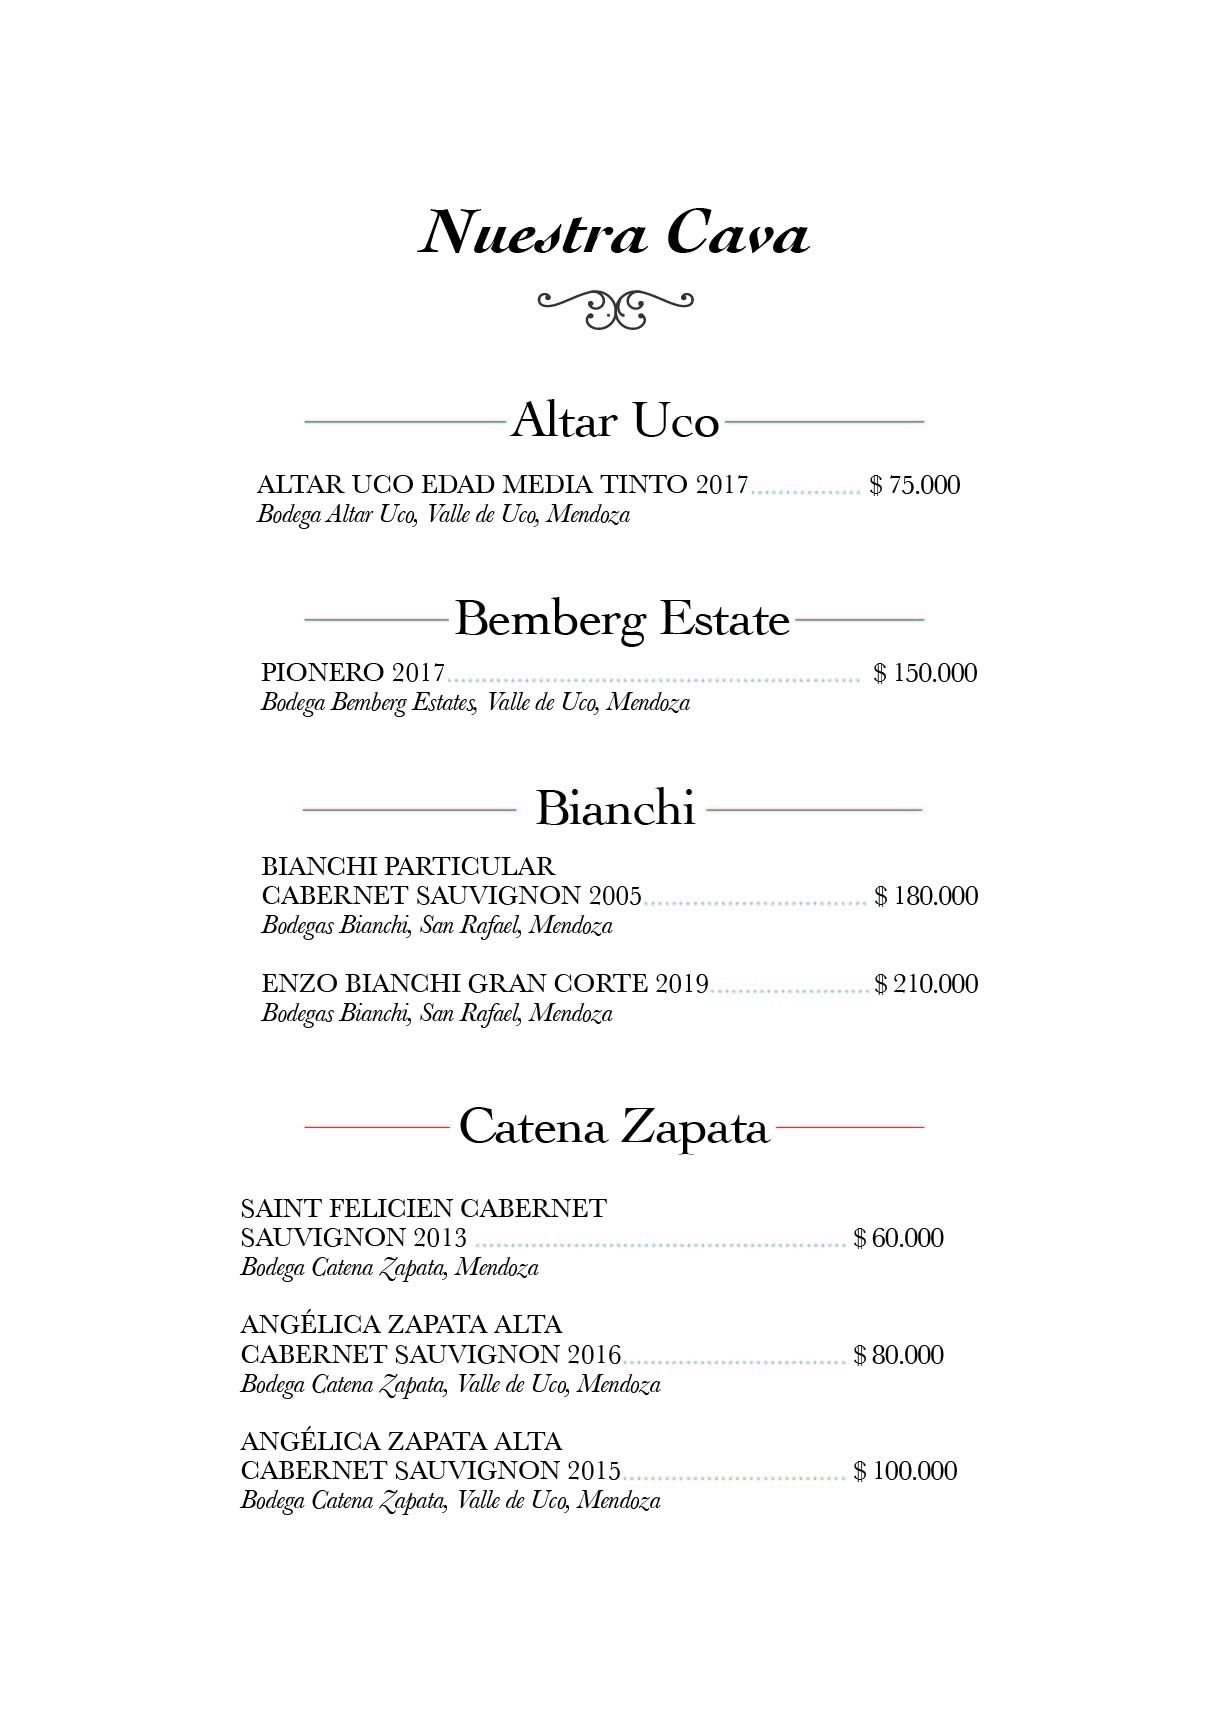 Nuestra Cava
Altar Uco
ALTAR UCO EDAD MEDIA TINTO 2017................ $ 75.000
Bodega Altar Uco, Valle de Uco, Mendoza
Bemberg Estate
PIONERO 2017................................................................ $ 150.000
Bodega Bemberg Estates, Valle de Uco, Mendoza
Bianchi
BIANCHI PARTICULAR
CABERNET SAUVIGNON 2005.................................. $ 180.000
Bodegas Bianchi, San Rafael, Mendoza
ENZO BIANCHI GRAN CORTE 2019........................ $ 210.000
Bodegas Bianchi, San Rafael, Mendoza
Catena Zapata
SAINT FELICIEN CABERNET
SAUVIGNON 2013 ......................................................... $ 60.000
Bodega Catena Zapata, Mendoza
ANGÉLICA ZAPATA ALTA
CABERNET SAUVIGNON 2016.................................. $ 80.000
Bodega Catena Zapata, Valle de Uco, Mendoza
ANGÉLICA ZAPATA ALTA
CABERNET SAUVIGNON 2015.................................. $ 100.000
Bodega Catena Zapata, Valle de Uco, Mendoza